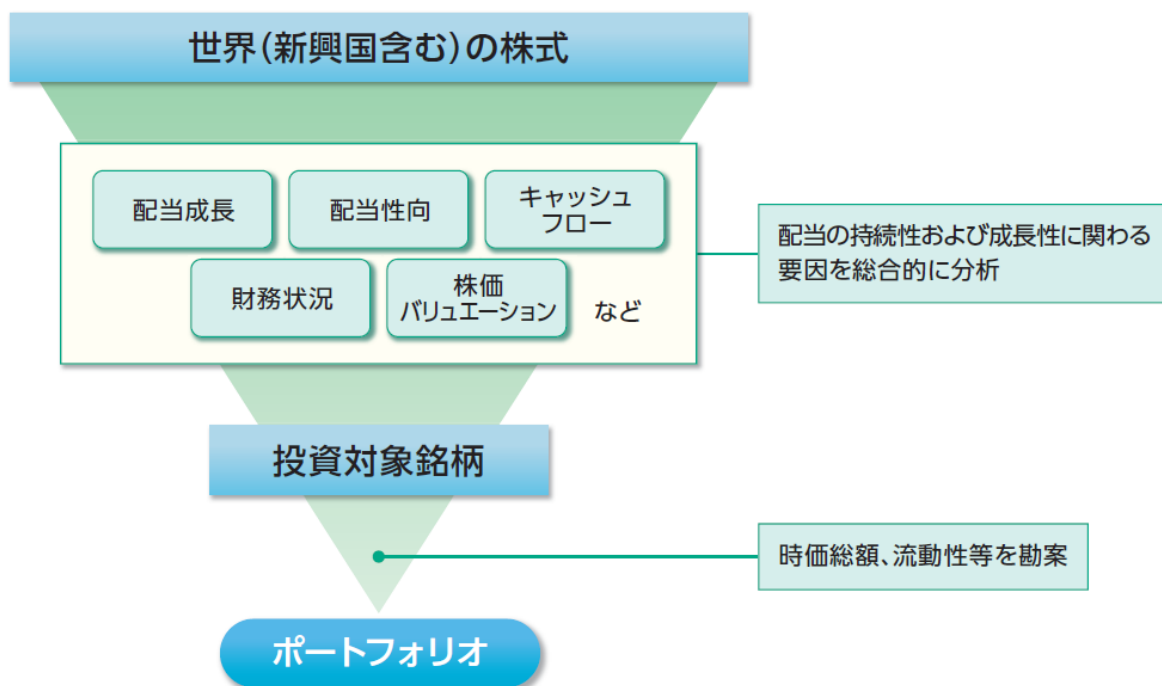 世界(新興国含む)の株式
配当成長
配当性向
キャッシュ
フロー
財務状況
株価
バリュエーション
など
配当の持続性および成長性に関わる
要因を総合的に分析
投資対象銘柄
時価総額、流動性等を勘案
ポートフォリオ